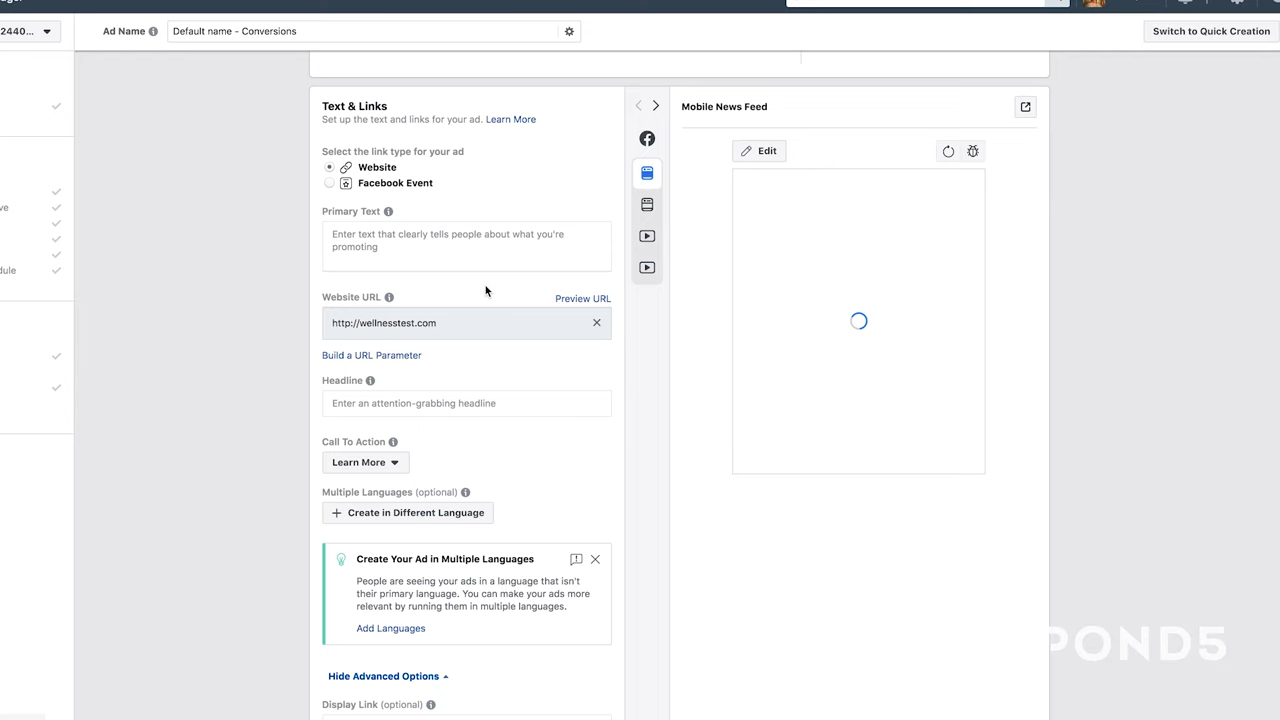 2440...
Ad Name
Default name - Conversions
Switch to Quick Creation
Text & Links
Set up the text and links for your ad. Learn More
Select the link type for your ad
Website
Facebook Event
Primary Text
Enter text that clearly tells people about what you're
promoting
Website URL
Preview URL
http://wellnesstest.com
Build a URL Parameter
Headline
Enter an attention-grabbing headline
Call To Action
Learn More
Multiple Languages (optional)
+ Create in Different Language
Create Your Ad in Multiple Languages
People are seeing your ads in a language that isn't
their primary language. You can make your ads more
relevant by running them in multiple languages.
Add Languages
Hide Advanced Options
Display Link (optional)
Mobile News Feed
Edit
POND5